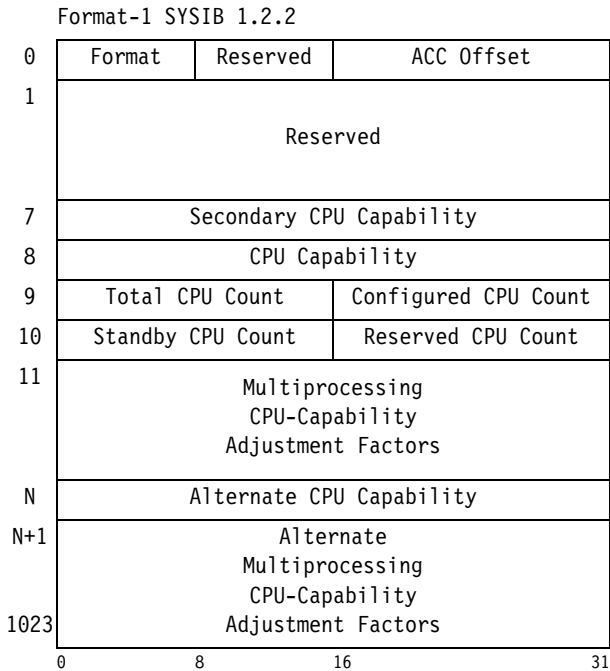 Format-1 SYSIB 1.2.2
0 Format Reserved ACC Offset
1
Reserved
7 Secondary CPU Capability
8 CPU Capability
9 Total CPU Count Configured CPU Count
10 Standby CPU Count Reserved CPU Count
11 Multiprocessing
CPU-Capability
Adjustment Factors
N Alternate CPU Capability
N+1 Alternate
Multiprocessing
CPU-Capability
1023 Adjustment Factors
0 8 16 31